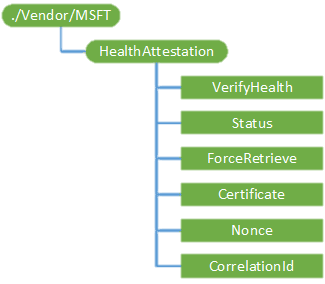 ./Vendor/MSFT
HealthAttestation
VerifyHealth
Status
ForceRetrieve
Certificate
Nonce
CorrelationId